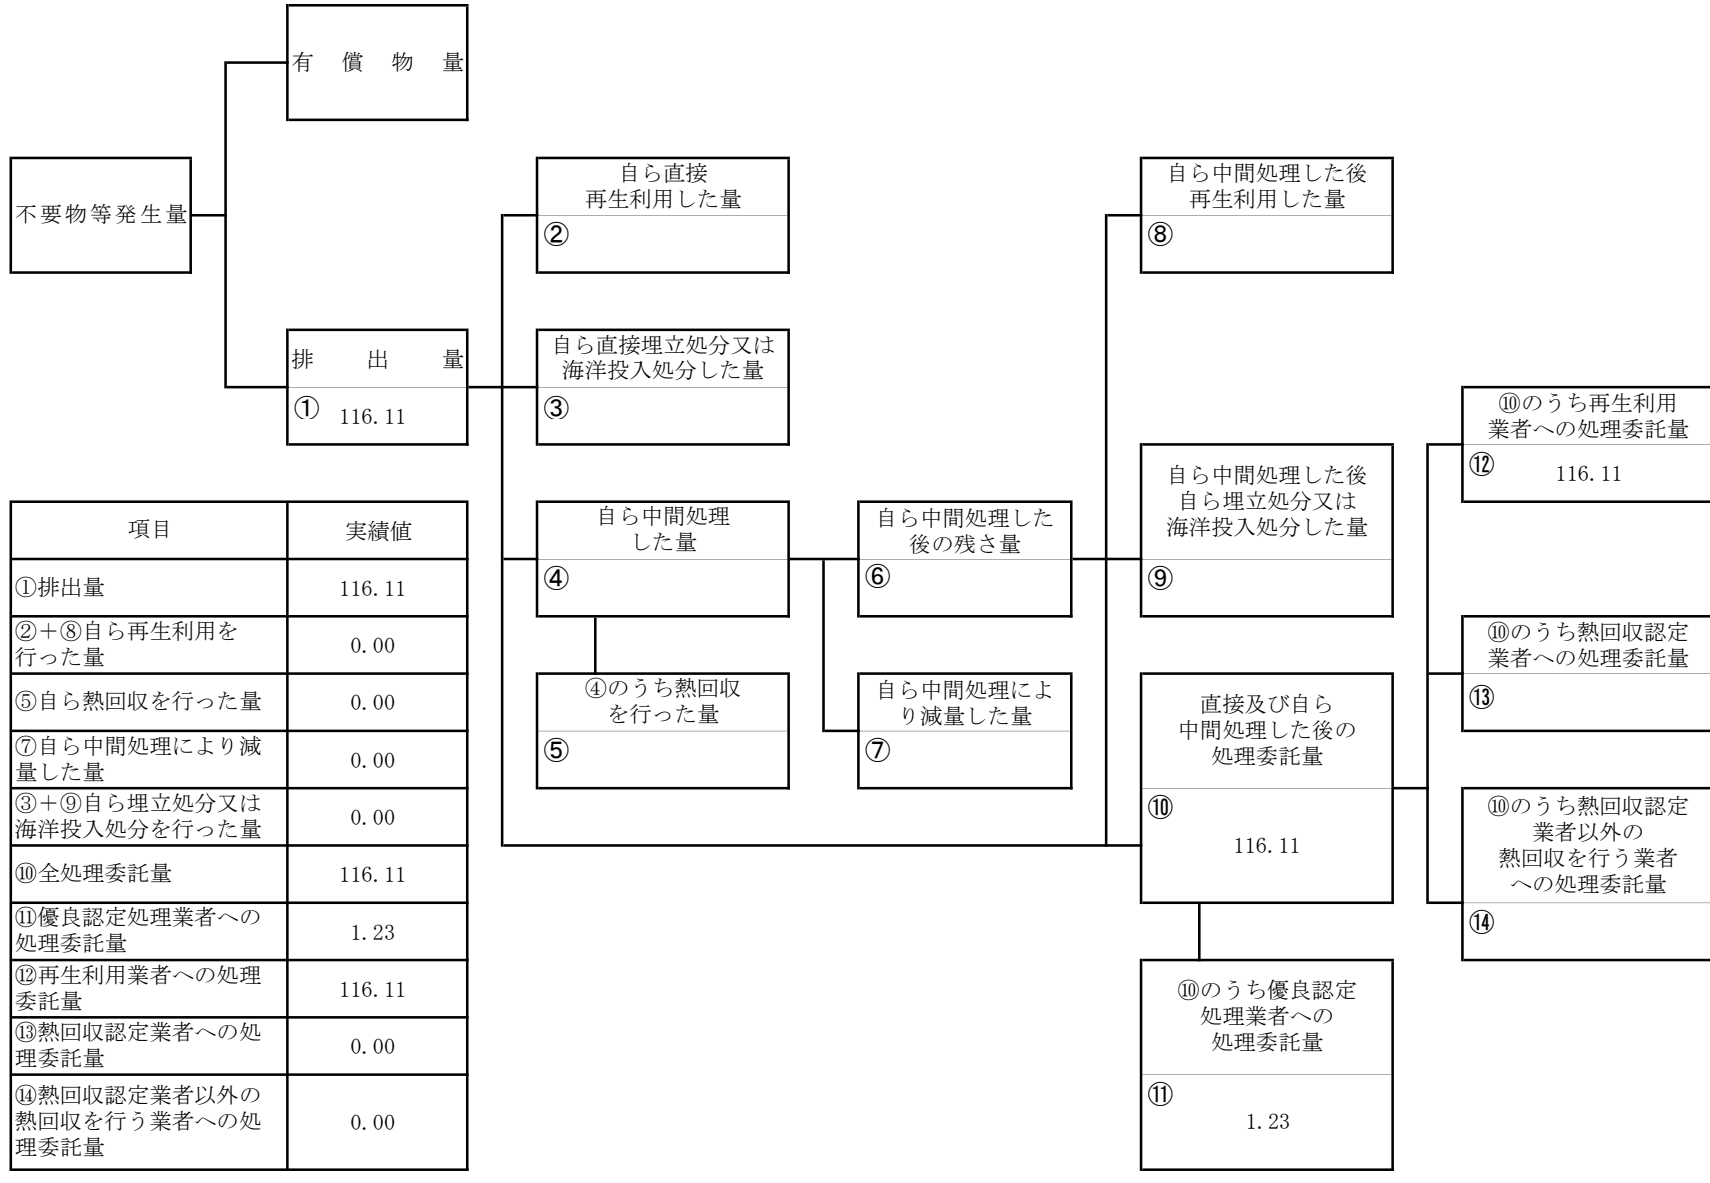 有償物量
不要物等発生量
排出量
① 116.11
自ら直接
再生利用した量
②
自ら直接埋立処分又は
海洋投入処分した量
③
自ら中間処理
した量
④
④のうち熱回収
を行った量
⑤
自ら中間処理した
後の残さ量
⑥
自ら中間処理によ
り減量した量
⑦
自ら中間処理した後
再生利用した量
⑧
自ら中間処理した後
自ら埋立処分又は
海洋投入処分した量
⑨
直接及び自ら
中間処理した後の
処理委託量
⑩
116.11
⑩のうち優良認定
処理業者への
処理委託量
⑪
1.23
⑩のうち再生利用
業者への処理委託量
⑫
116.11
⑩のうち熱回収認定
業者への処理委託量
⑬
⑩のうち熱回収認定
業者以外の
熱回収を行う業者
への処理委託量
⑭
項目 実績値
①排出量 116.11
②+⑧自ら再生利用を
行った量 0.00
⑤自ら熱回収を行った量 0.00
⑦自ら中間処理により減
量した量 0.00
③+⑨自ら埋立処分又は
海洋投入処分を行った量 0.00
⑩全処理委託量 116.11
⑪優良認定処理業者への
処理委託量 1.23
⑫再生利用業者への処理
委託量 116.11
⑬熱回収認定業者への処
理委託量 0.00
⑭熱回収認定業者以外の
熱回収を行う業者への処
理委託量 0.00